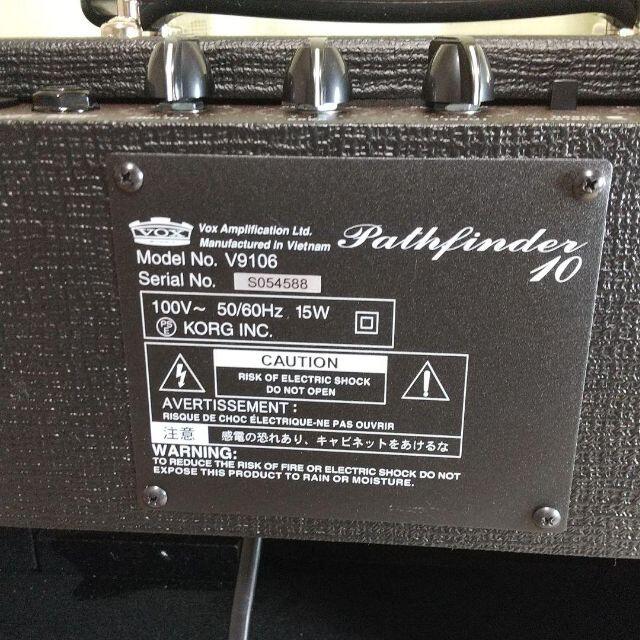 VOX
Vox Amplification Ltd.
Manufactured in Vietnam
Pathfinder
10
Model No. V9106
Serial No. S054588
100V~ 50/60Hz 15W
PS
E KORG INC.
CAUTION
RISK OF ELECTRIC SHOCK
DO NOT OPEN
AVERTISSEMENT :
RISQUE DE CHOC ÉLECTRIQUE-NE PAS OUVRIR
注意 感電の恐れあり、キャビネットをあけるな
WARNING:
TO REDUCE THE RISK OF FIRE OR ELECTRIC SHOCK DO NOT
EXPOSE THIS PRODUCT TO RAIN OR MOISTURE.